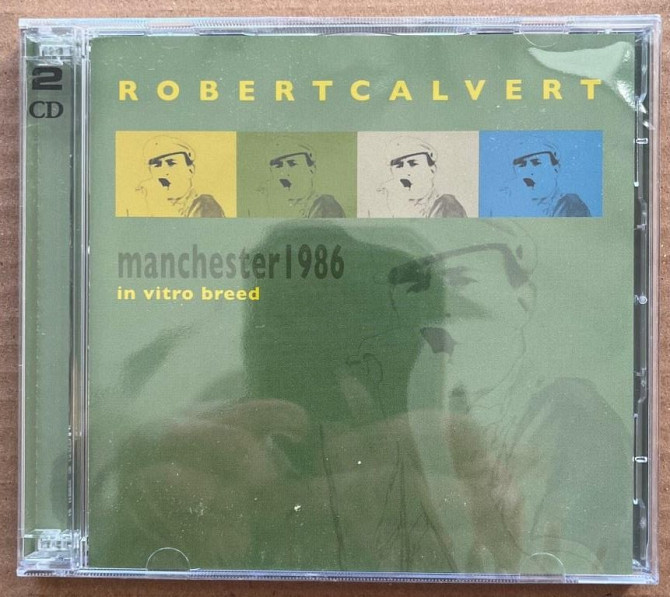 2
CD
ROBERTCALVERT
manchester1986
in vitro breed